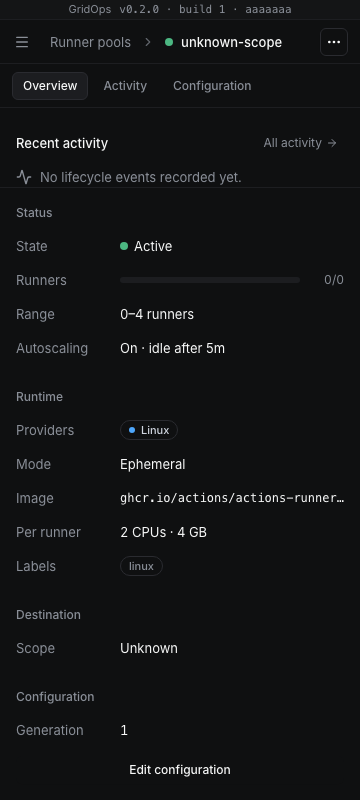 GridOps v0.2.0 · build 1 · aaaaaaa
Runner pools > unknown-scope ...
Overview Activity Configuration
Recent activity All activity →
No lifecycle events recorded yet.
Status
State Active
Runners 0/0
Range 0–4 runners
Autoscaling On · idle after 5m
Runtime
Providers Linux
Mode Ephemeral
Image ghcr.io/actions/actions-runner…
Per runner 2 CPUs · 4 GB
Labels linux
Destination
Scope Unknown
Configuration
Generation 1
Edit configuration